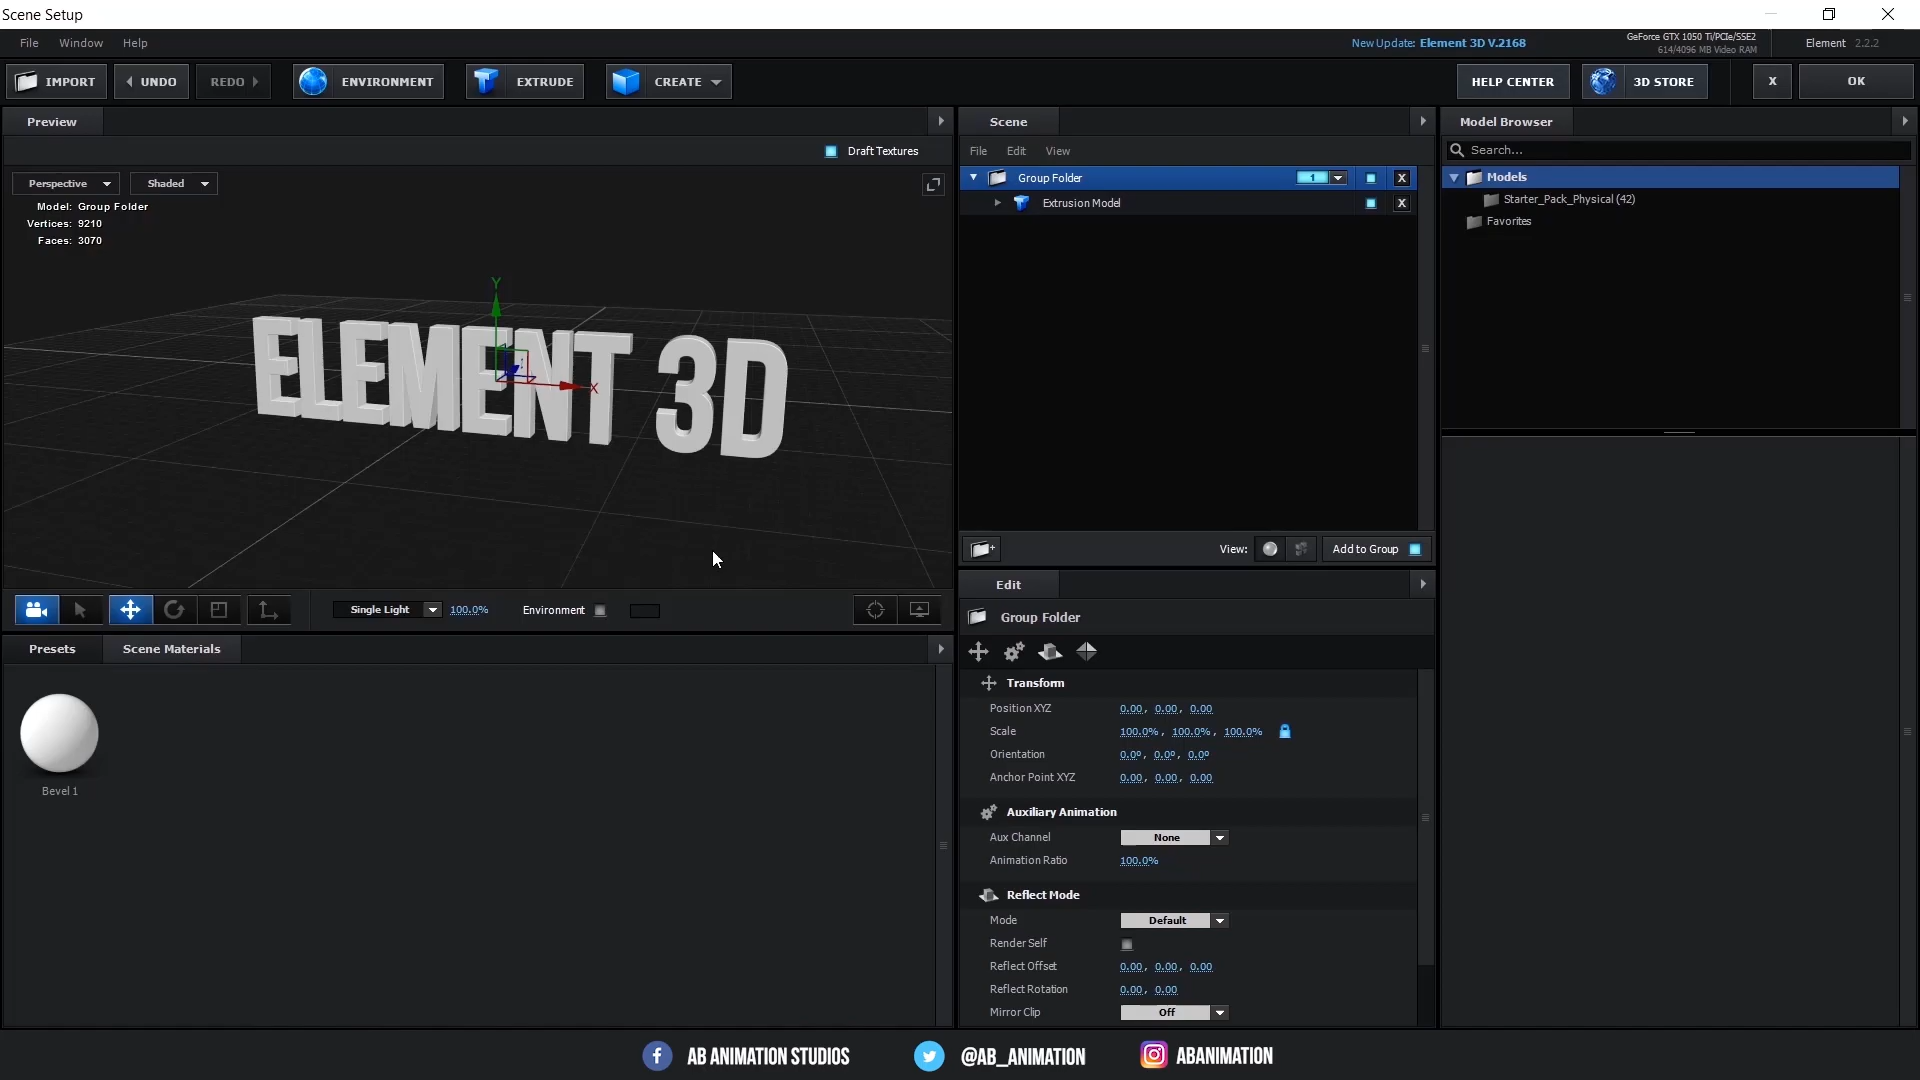 Scene Setup
File Window Help
New Update: Element 3D V.2168
GeForce GTX 1050 Ti/PCIe/SSE2
614/4096 MB Video RAM
Element 2.2.2
IMPORT UNDO REDO ENVIRONMENT EXTRUDE CREATE HELP CENTER 3D STORE X OK
Preview
Draft Textures
Perspective Shaded
Model: Group Folder
Vertices: 9210
Faces: 3070
Y
X
ELEMENT 3D
Single Light 100.0% Environment
Presets Scene Materials
Bevel 1
Scene
File Edit View
Group Folder 1 X
Extrusion Model X
View: Add to Group
Edit
Group Folder
Transform
Position XYZ 0.00, 0.00, 0.00
Scale 100.0%, 100.0%, 100.0%
Orientation 0.0º, 0.0º, 0.0º
Anchor Point XYZ 0.00, 0.00, 0.00
Auxiliary Animation
Aux Channel None
Animation Ratio 100.0%
Reflect Mode
Mode Default
Render Self
Reflect Offset 0.00, 0.00, 0.00
Reflect Rotation 0.00, 0.00
Mirror Clip Off
Model Browser
Search...
Models
Starter_Pack_Physical (42)
Favorites
AB ANIMATION STUDIOS @AB_ANIMATION ABANIMATION